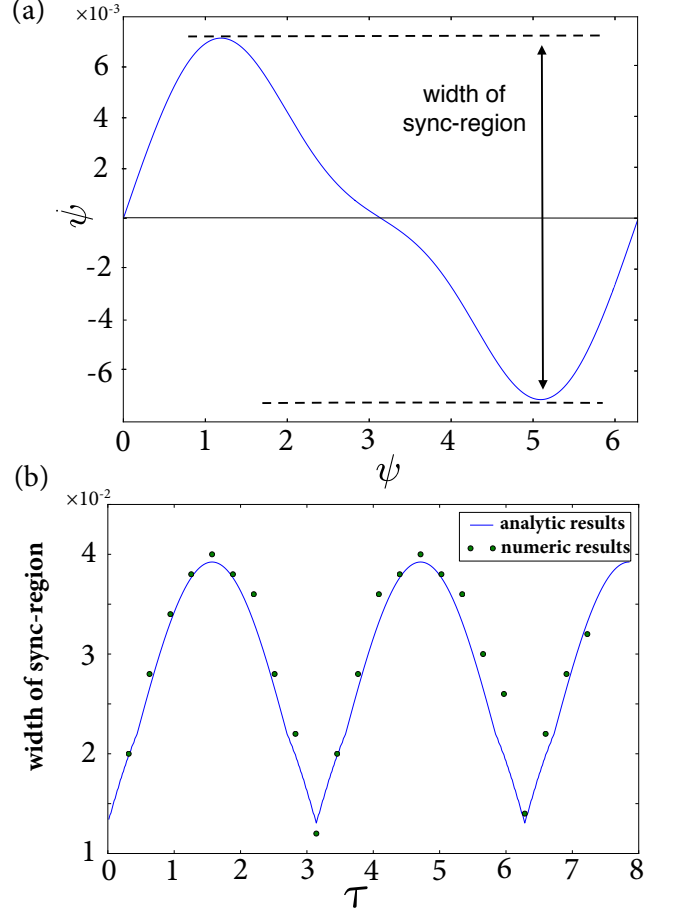 (a)
×10⁻³
6
4
2
-2
-4
-6
ψ̇
width of
sync-region
0 1 2 3 4 5 6
ψ
(b)
×10⁻²
4
3
2
1
width of sync-region
analytic results
numeric results
0 1 2 3 4 5 6 7 8
τ